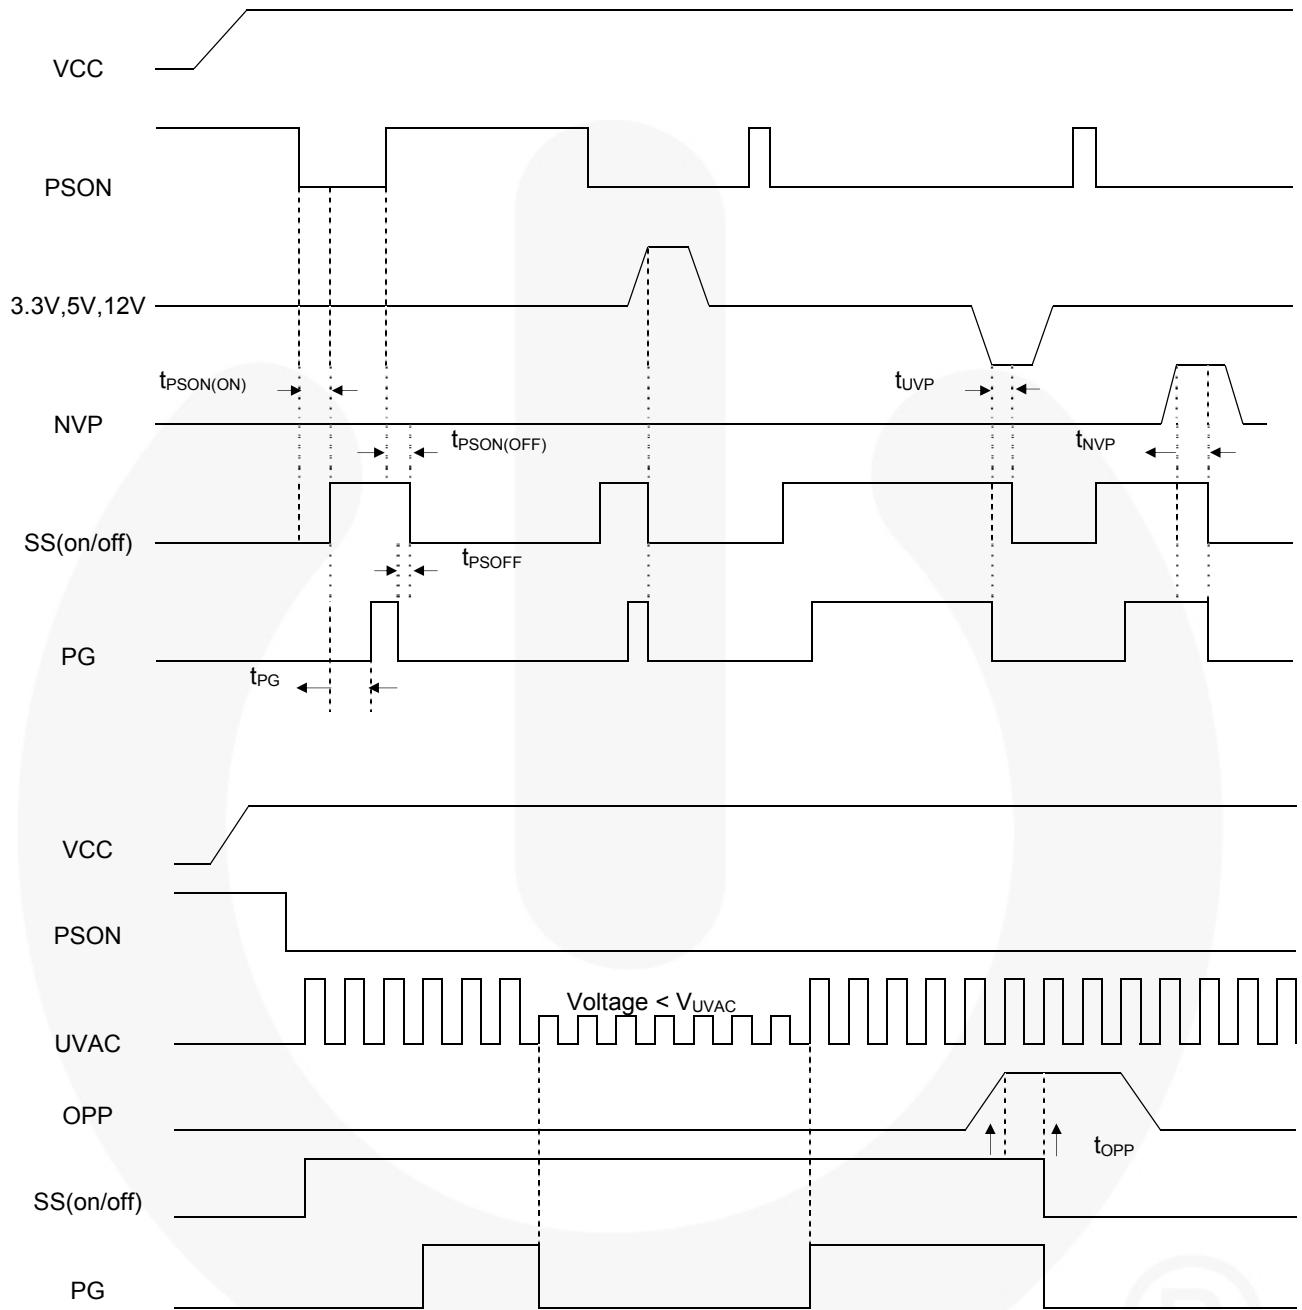 VCC
PSON
3.3V,5V,12V
tPSON(ON)
tUVP
NVP
tPSON(OFF)
tNVP
SS(on/off)
tPSOFF
PG
tPG
VCC
PSON
Voltage < VUVAC
UVAC
OPP
tOPP
SS(on/off)
PG
R